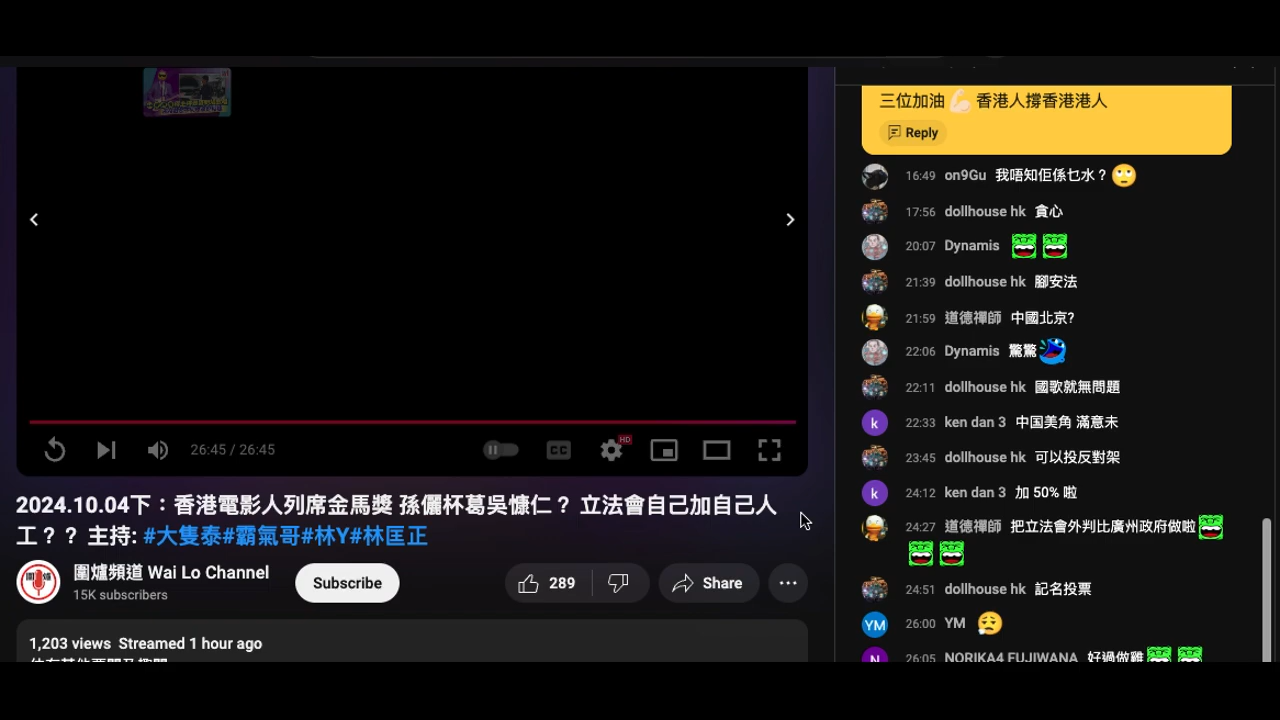 26:45 / 26:45
CC
HD
2024.10.04下：香港電影人列席金馬獎 孫儷杯葛吳慷仁？ 立法會自己加自己人
工？？ 主持: #大隻泰#霸氣哥#林Y#林匡正
圍爐頻道 Wai Lo Channel
15K subscribers
Subscribe
289
Share
1,203 views Streamed 1 hour ago
三位加油 香港人撐香港港人
Reply
16:49 on9Gu 我唔知佢係乜水？
17:56 dollhouse hk 貪心
20:07 Dynamis
21:39 dollhouse hk 腳安法
21:59 道德禪師 中國北京?
22:06 Dynamis 驚驚
22:11 dollhouse hk 國歌就無問題
k
22:33 ken dan 3 中国美角 滿意未
23:45 dollhouse hk 可以投反對架
k
24:12 ken dan 3 加 50% 啦
24:27 道德禪師 把立法會外判比廣州政府做啦
24:51 dollhouse hk 記名投票
YM
26:00 YM
N
26:05 NORIKA4 FUJIWANA 好過做雞